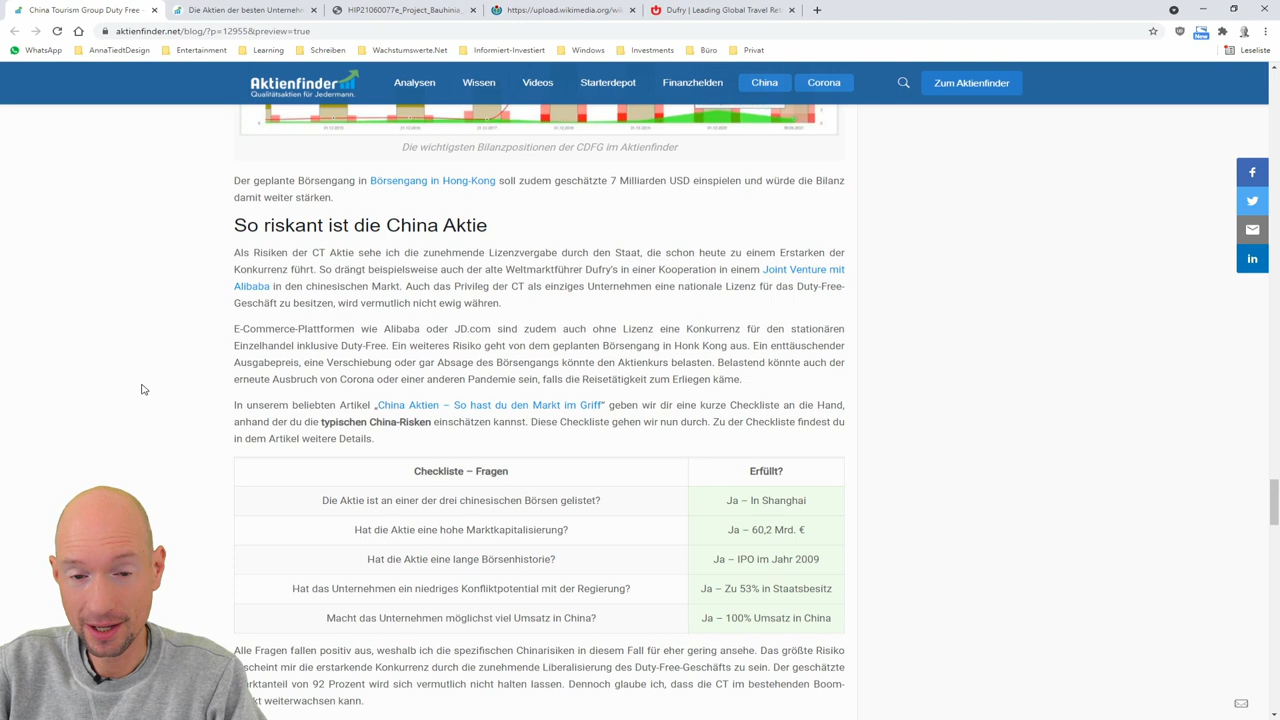 China Tourism Group Duty Free -
Die Aktien der besten Unternehm
HIP21060077e_Project_Bauhinia
https://upload.wikimedia.org/wi
Dufry | Leading Global Travel Ret
aktienfinder.net/blog/?p=12955&preview=true
New
WhatsApp
AnnaTiedtDesign
Entertainment
Learning
Schreiben
Wachstumswerte.Net
Informiert-Investiert
Windows
Investments
Büro
Privat
Leseliste
Aktienfinder
Qualitätsaktien für Jedermann.
Analysen
Wissen
Videos
Starterdepot
Finanzhelden
China
Corona
Zum Aktienfinder
Die wichtigsten Bilanzpositionen der CDFG im Aktienfinder
Der geplante Börsengang in Börsengang in Hong-Kong soll zudem geschätzte 7 Milliarden USD einspielen und würde die Bilanz
damit weiter stärken.
So riskant ist die China Aktie
Als Risiken der CT Aktie sehe ich die zunehmende Lizenzvergabe durch den Staat, die schon heute zu einem Erstarken der
Konkurrenz führt. So drängt beispielsweise auch der alte Weltmarktführer Dufry's in einer Kooperation in einem Joint Venture mit
Alibaba in den chinesischen Markt. Auch das Privileg der CT als einziges Unternehmen eine nationale Lizenz für das Duty-Free-
Geschäft zu besitzen, wird vermutlich nicht ewig währen.
E-Commerce-Plattformen wie Alibaba oder JD.com sind zudem auch ohne Lizenz eine Konkurrenz für den stationären
Einzelhandel inklusive Duty-Free. Ein weiteres Risiko geht von dem geplanten Börsengang in Honk Kong aus. Ein enttäuschender
Ausgabepreis, eine Verschiebung oder gar Absage des Börsengangs könnte den Aktienkurs belasten. Belastend könnte auch der
erneute Ausbruch von Corona oder einer anderen Pandemie sein, falls die Reisetätigkeit zum Erliegen käme.
In unserem beliebten Artikel „China Aktien – So hast du den Markt im Griff“ geben wir dir eine kurze Checkliste an die Hand,
anhand der du die typischen China-Risken einschätzen kannst. Diese Checkliste gehen wir nun durch. Zu der Checkliste findest du
in dem Artikel weitere Details.
Checkliste – Fragen
Erfüllt?
Die Aktie ist an einer der drei chinesischen Börsen gelistet?
Ja – In Shanghai
Hat die Aktie eine hohe Marktkapitalisierung?
Ja – 60,2 Mrd. €
Hat die Aktie eine lange Börsenhistorie?
Ja – IPO im Jahr 2009
Hat das Unternehmen ein niedriges Konfliktpotential mit der Regierung?
Ja – Zu 53% in Staatsbesitz
Macht das Unternehmen möglichst viel Umsatz in China?
Ja – 100% Umsatz in China
Alle Fragen fallen positiv aus, weshalb ich die spezifischen Chinarisiken in diesem Fall für eher gering ansehe. Das größte Risiko
scheint mir die erstarkende Konkurrenz durch die zunehmende Liberalisierung des Duty-Free-Geschäfts zu sein. Der geschätzte
von 92 Prozent wird sich vermutlich nicht halten lassen. Dennoch glaube ich, dass die CT im bestehenden Boom-
weiterwachsen kann.